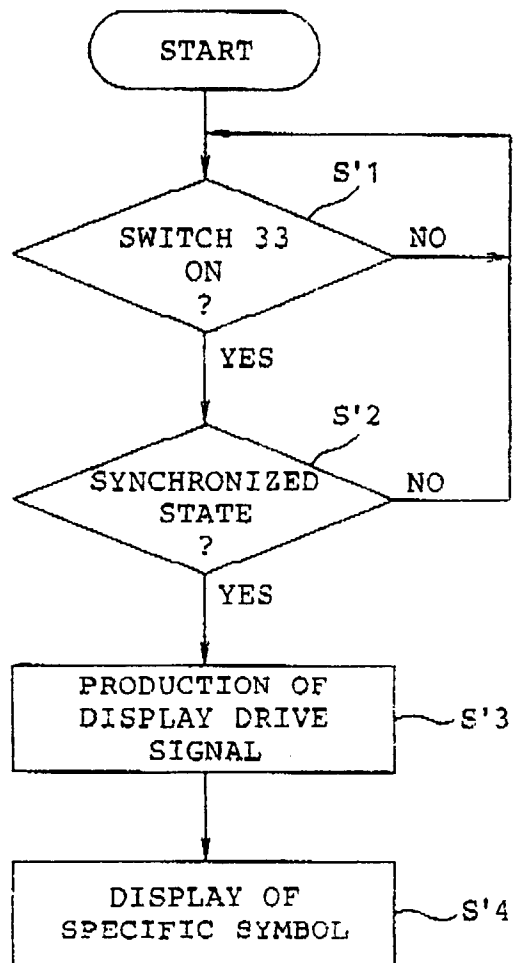 START
S'1
SWITCH 33
ON
?
NO
YES
S'2
SYNCHRONIZED
STATE
?
NO
YES
PRODUCTION OF
DISPLAY DRIVE
SIGNAL
S'3
DISPLAY OF
SPECIFIC SYMBOL
S'4